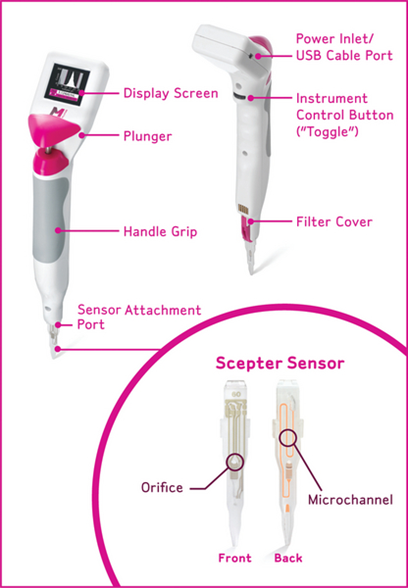 Power Inlet/
USB Cable Port
Display Screen
Instrument
Control Button
("Toggle")
Plunger
Filter Cover
Handle Grip
Sensor Attachment
Port
Scepter Sensor
Orifice
Microchannel
Front Back